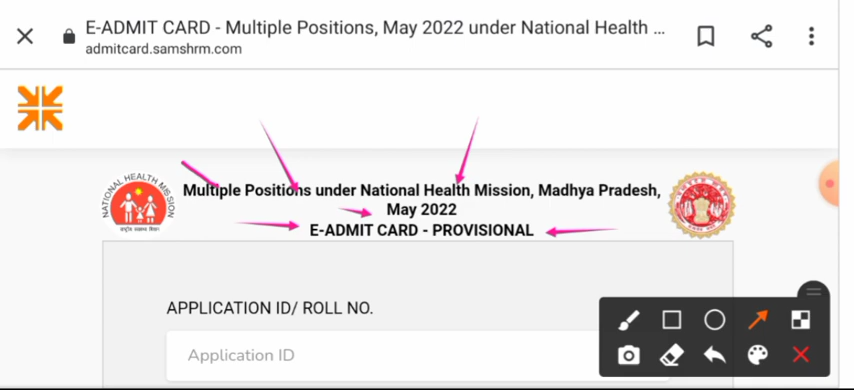 E-ADMIT CARD - Multiple Positions, May 2022 under National Health ...
admitcard.samshrm.com
NATIONAL HEALTH MISSION
राष्ट्रीय स्वास्थ्य मिशन
Multiple Positions under National Health Mission, Madhya Pradesh,
May 2022
E-ADMIT CARD - PROVISIONAL
APPLICATION ID/ ROLL NO.
Application ID